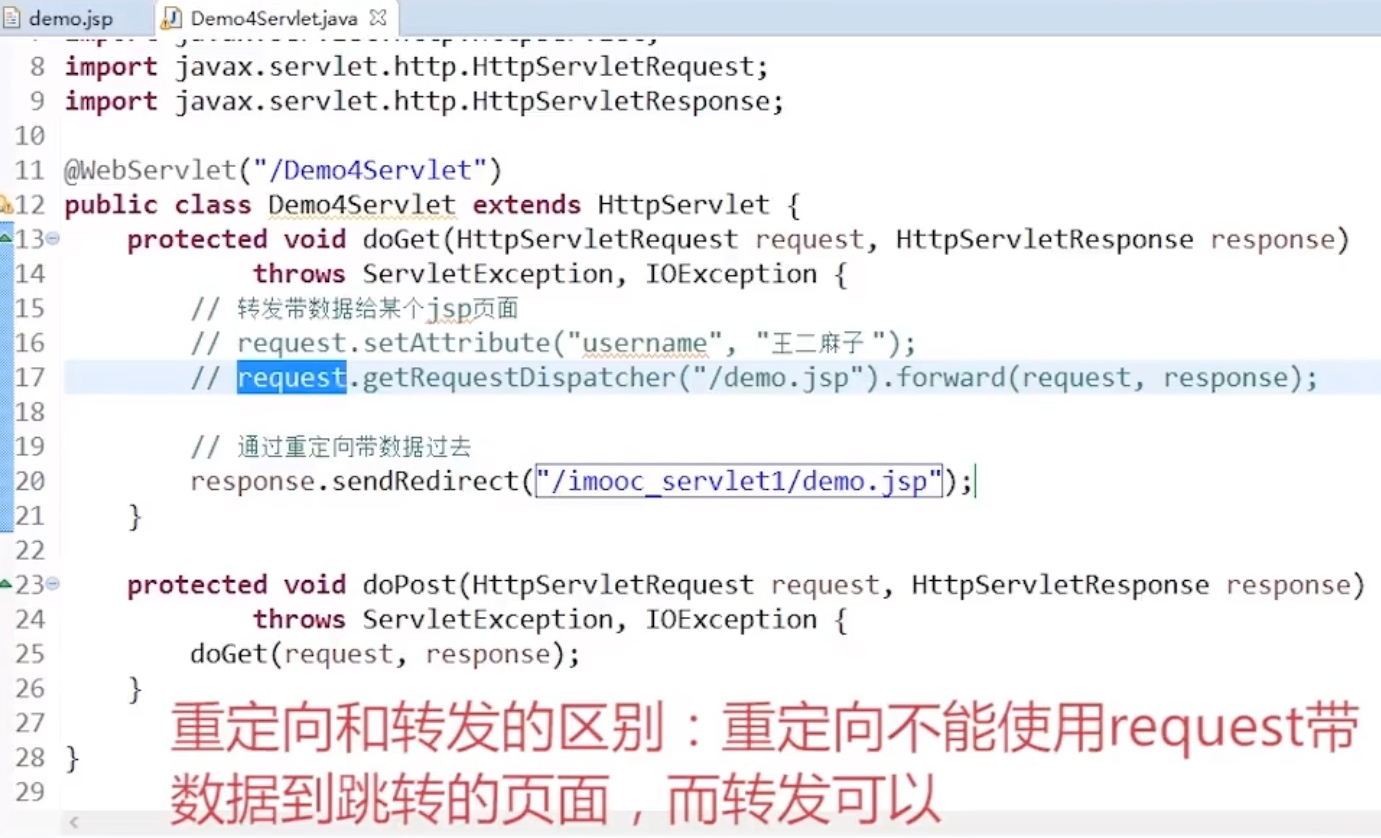 demo.jsp Demo4Servlet.java
8 import javax.servlet.http.HttpServletRequest;
9 import javax.servlet.http.HttpServletResponse;
10
11 @WebServlet("/Demo4Servlet")
12 public class Demo4Servlet extends HttpServlet {
13 protected void doGet(HttpServletRequest request, HttpServletResponse response)
14 throws ServletException, IOException {
15 // 转发带数据给某个jsp页面
16 // request.setAttribute("username", "王二麻子");
17 // request.getRequestDispatcher("/demo.jsp").forward(request, response);
18
19 // 通过重定向带数据过去
20 response.sendRedirect("/imooc_servlet1/demo.jsp");
21 }
22
23 protected void doPost(HttpServletRequest request, HttpServletResponse response)
24 throws ServletException, IOException {
25 doGet(request, response);
26 }
27
28 }
29
重定向和转发的区别：重定向不能使用request带
数据到跳转的页面，而转发可以